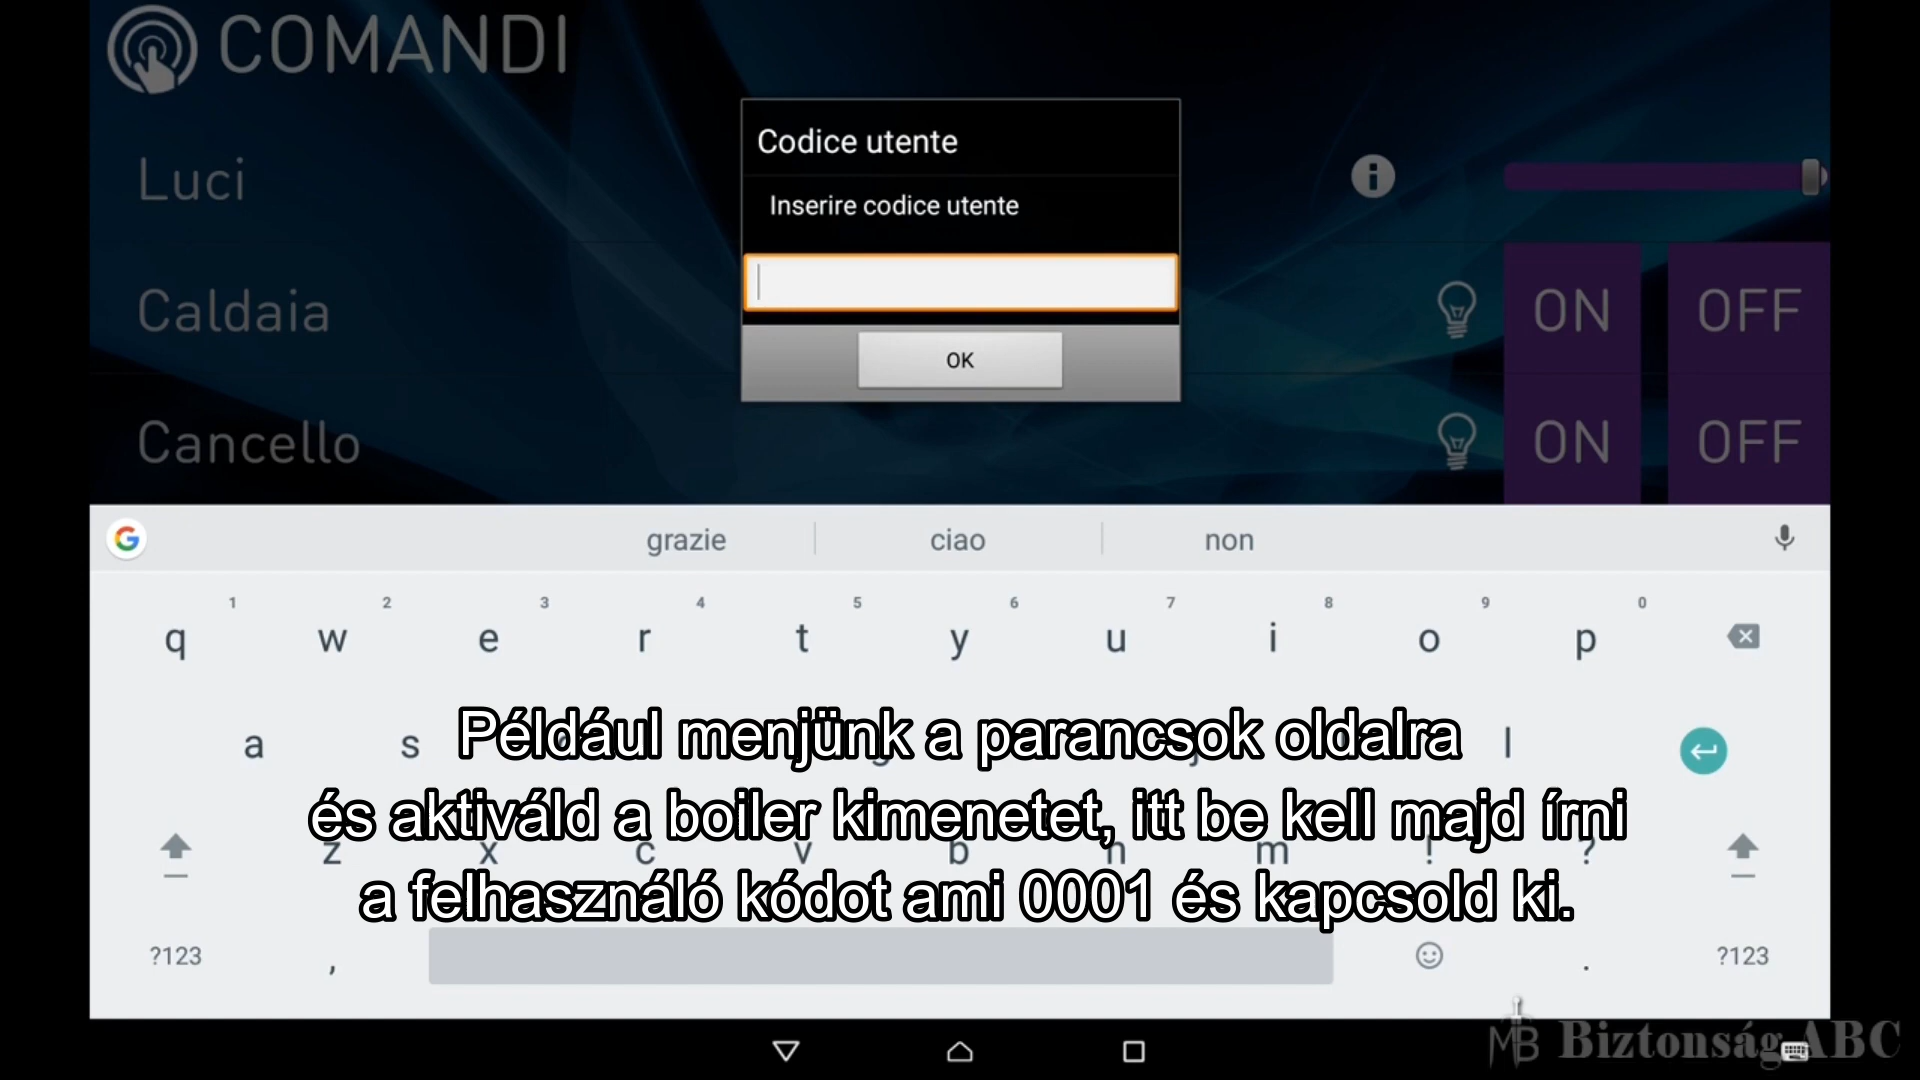 COMANDI
Codice utente
Inserire codice utente
OK
Luci
Caldaia
ON OFF
Cancello
ON OFF
grazie ciao non
1 2 3 4 5 6 7 8 9 0
q w e r t y u i o p
a s l
z x c v b n m ! ?
?123 , . ?123
Például menjünk a parancsok oldalra
és aktiváld a boiler kimenetet, itt be kell majd írni
a felhasználó kódot ami 0001 és kapcsold ki.
MB Biztonság ABC